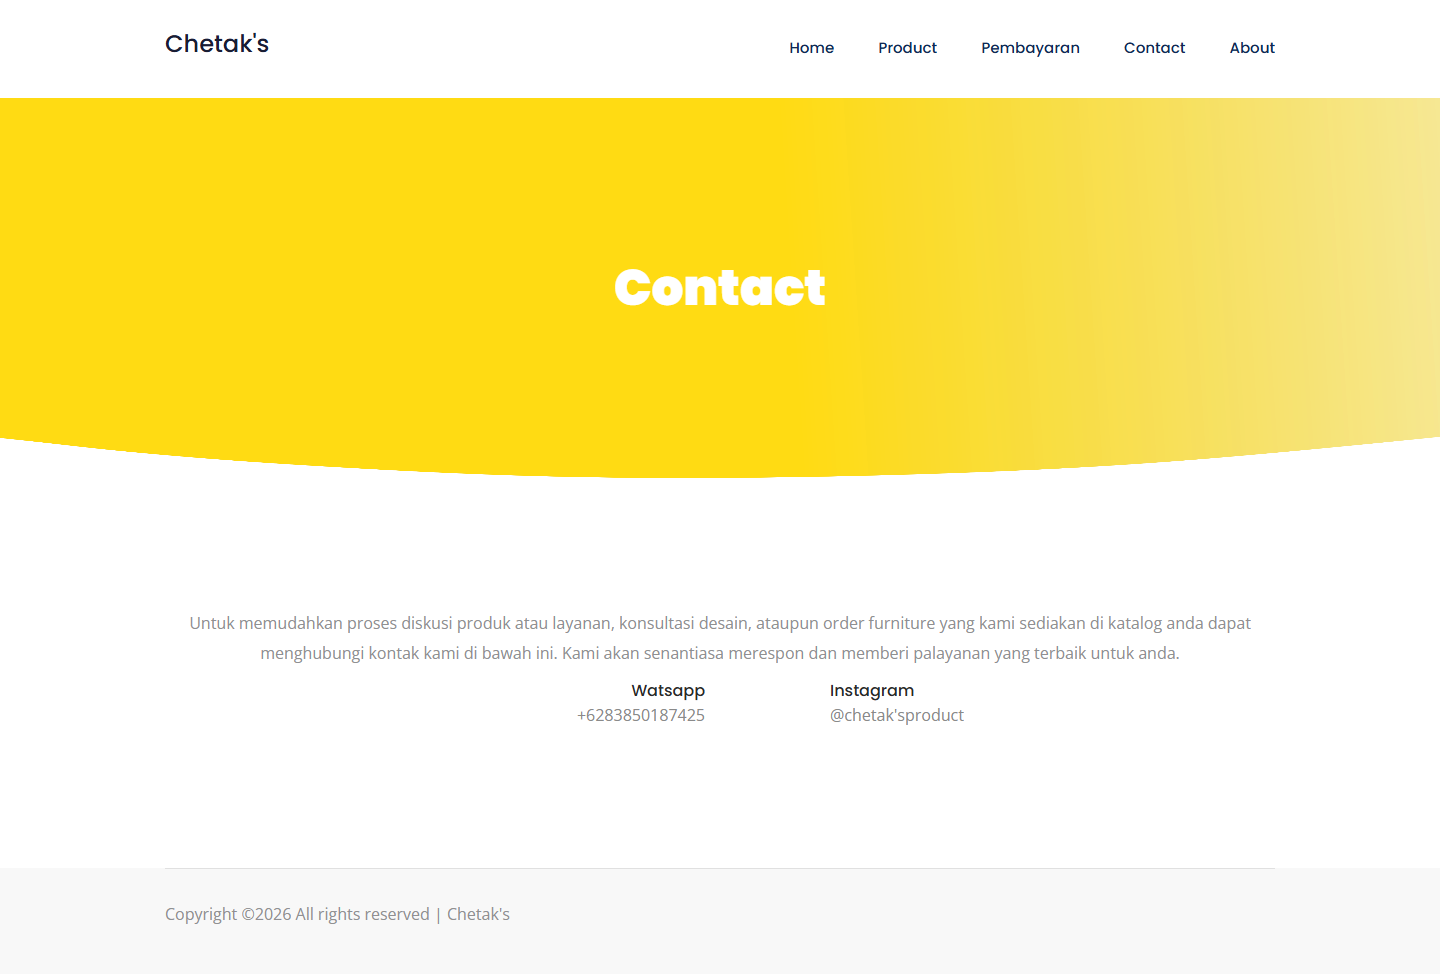 Chetak's
Home Product Pembayaran Contact About
Contact
Untuk memudahkan proses diskusi produk atau layanan, konsultasi desain, ataupun order furniture yang kami sediakan di katalog anda dapat
menghubungi kontak kami di bawah ini. Kami akan senantiasa merespon dan memberi palayanan yang terbaik untuk anda.
Watsapp
+6283850187425
Instagram
@chetak'sproduct
Copyright ©2026 All rights reserved | Chetak's